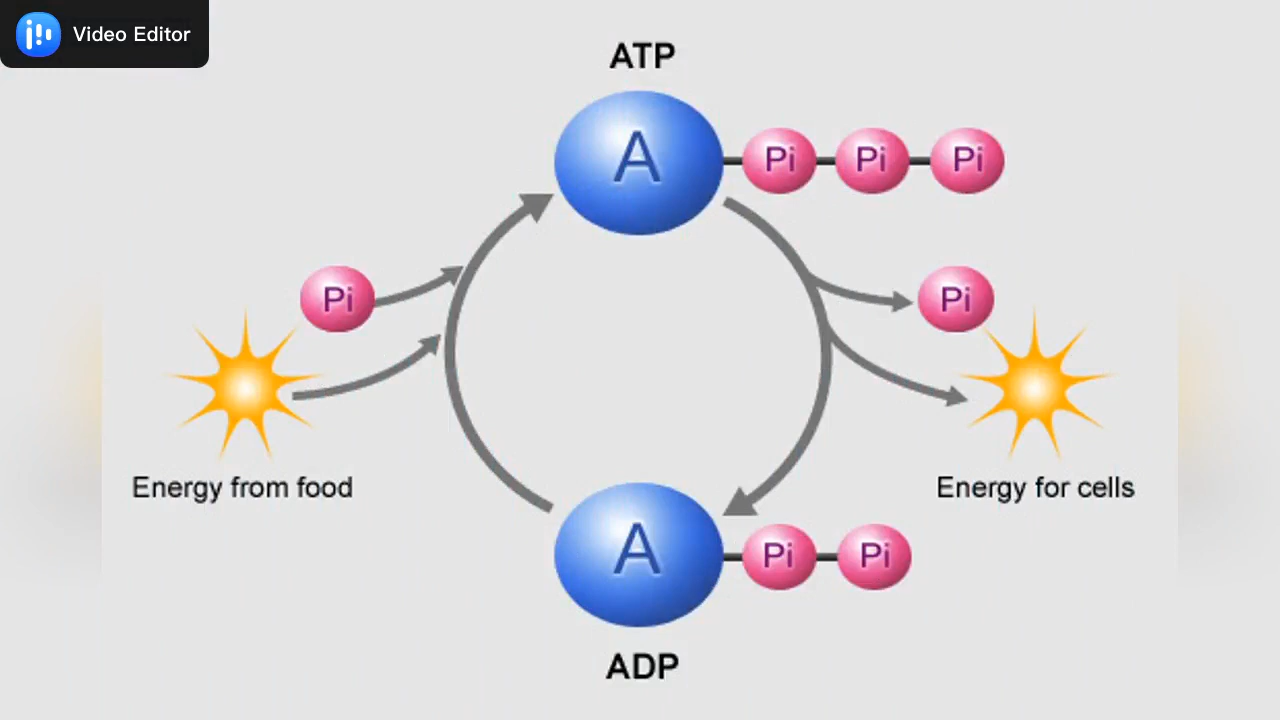 Video Editor
ATP
A Pi Pi Pi
Pi Pi
Energy from food Energy for cells
A Pi Pi
ADP